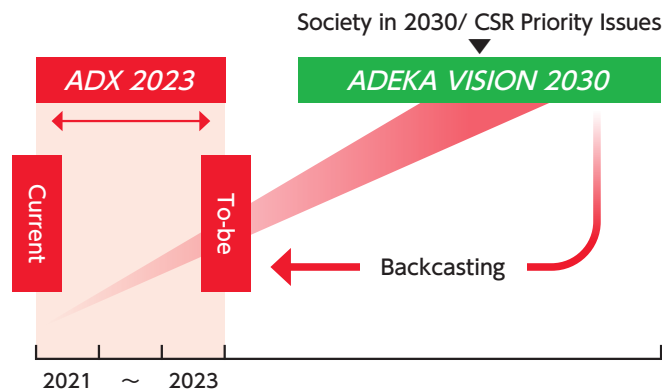 Society in 2030/ CSR Priority Issues
ADX 2023
ADEKA VISION 2030
Current
To-be
Backcasting
2021 ～ 2023